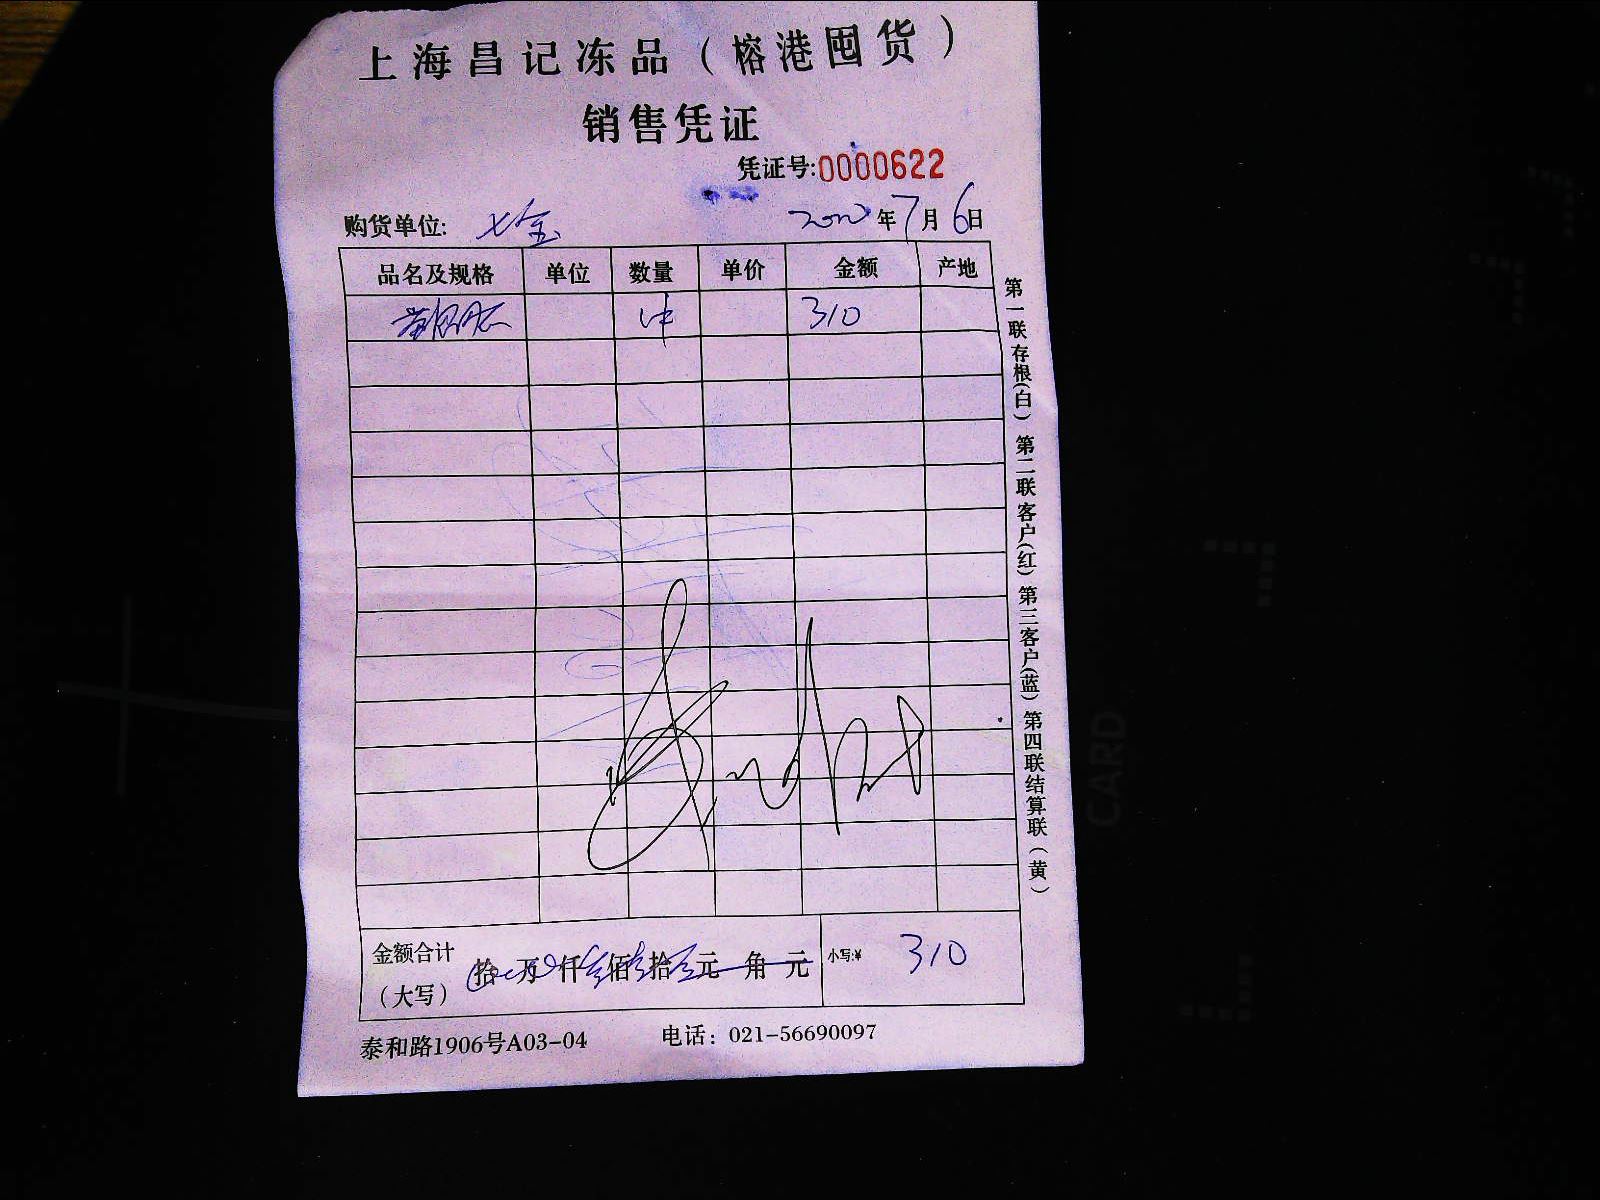 上海昌记冻品（榕港囤货）
销售凭证
凭证号:0000622
购货单位: 七宝 年7月6日
品名及规格 单位 数量 单价 金额 产地
1件 310
金额合计 拾 万 仟 佰 拾 元 角 元 小写:¥ 310
（大写）
泰和路1906号A03-04 电话：021-56690097
第一联存根(白) 第二联客户(红) 第三客户(蓝) 第四联结算联（黄）
CARD